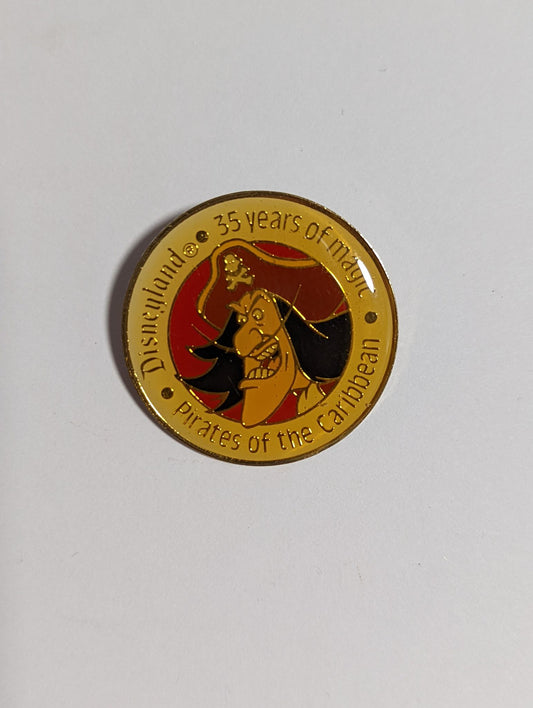 Disneyland® • 35 years of magic •
Pirates of the Caribbean •